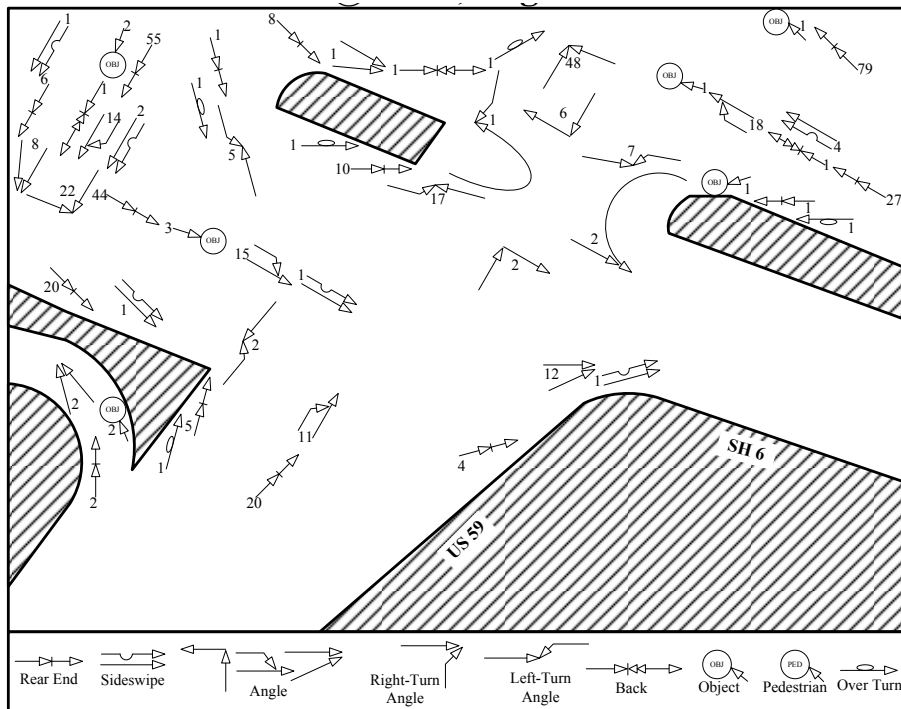 8
2
55
1
OBJ
1
1
1
48
OBJ
1
79
OBJ
1
6
1
14
2
1
5
1
6
18
4
8
1
10
7
27
22
44
17
OBJ
1
1
3
OBJ
15
1
2
2
20
1
2
12
1
2
OBJ
2
5
1
11
4
2
20
SH 6
US 59
Rear End
Sideswipe
Angle
Right-Turn
Angle
Left-Turn
Angle
Back
OBJ
Object
PED
Pedestrian
Over Turn